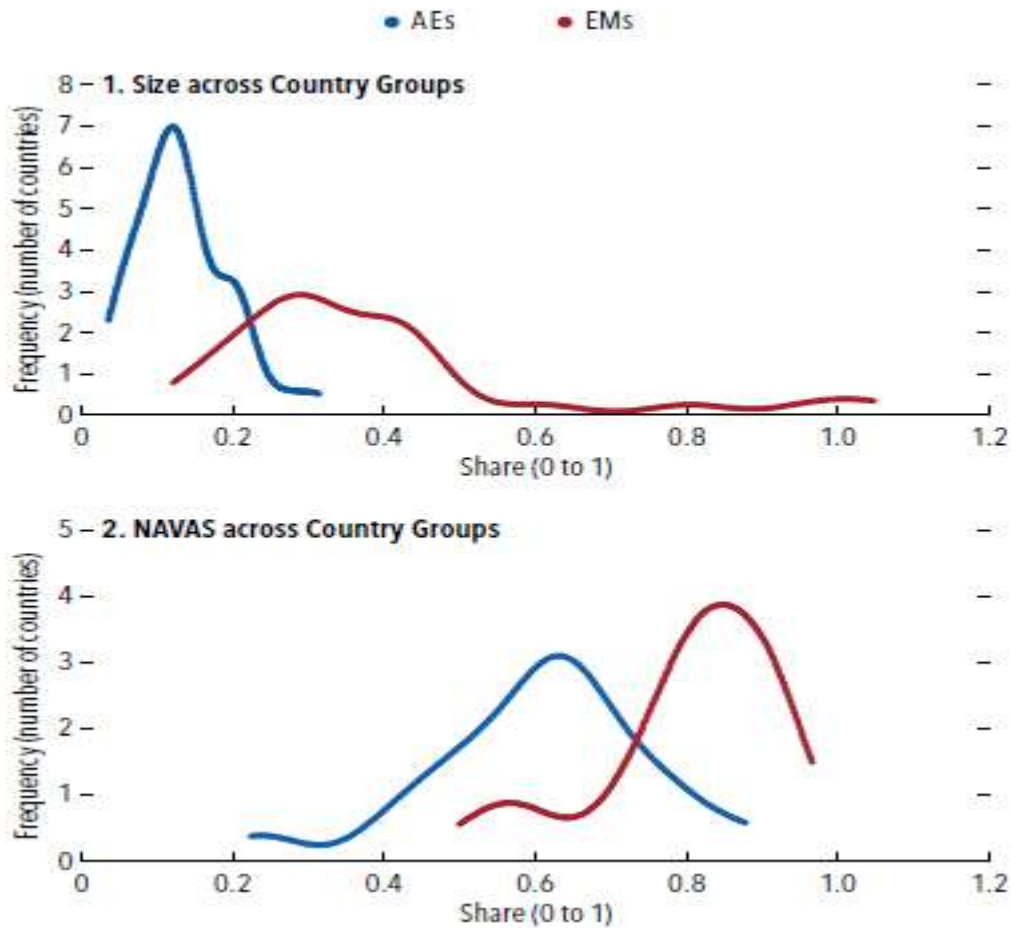 AEs EMs
1. Size across Country Groups
Frequency (number of countries)
8
7
6
5
4
3
2
1
0
0 0.2 0.4 0.6 0.8 1.0 1.2
Share (0 to 1)
2. NAVAS across Country Groups
Frequency (number of countries)
5
4
3
2
1
0
0 0.2 0.4 0.6 0.8 1.0 1.2
Share (0 to 1)